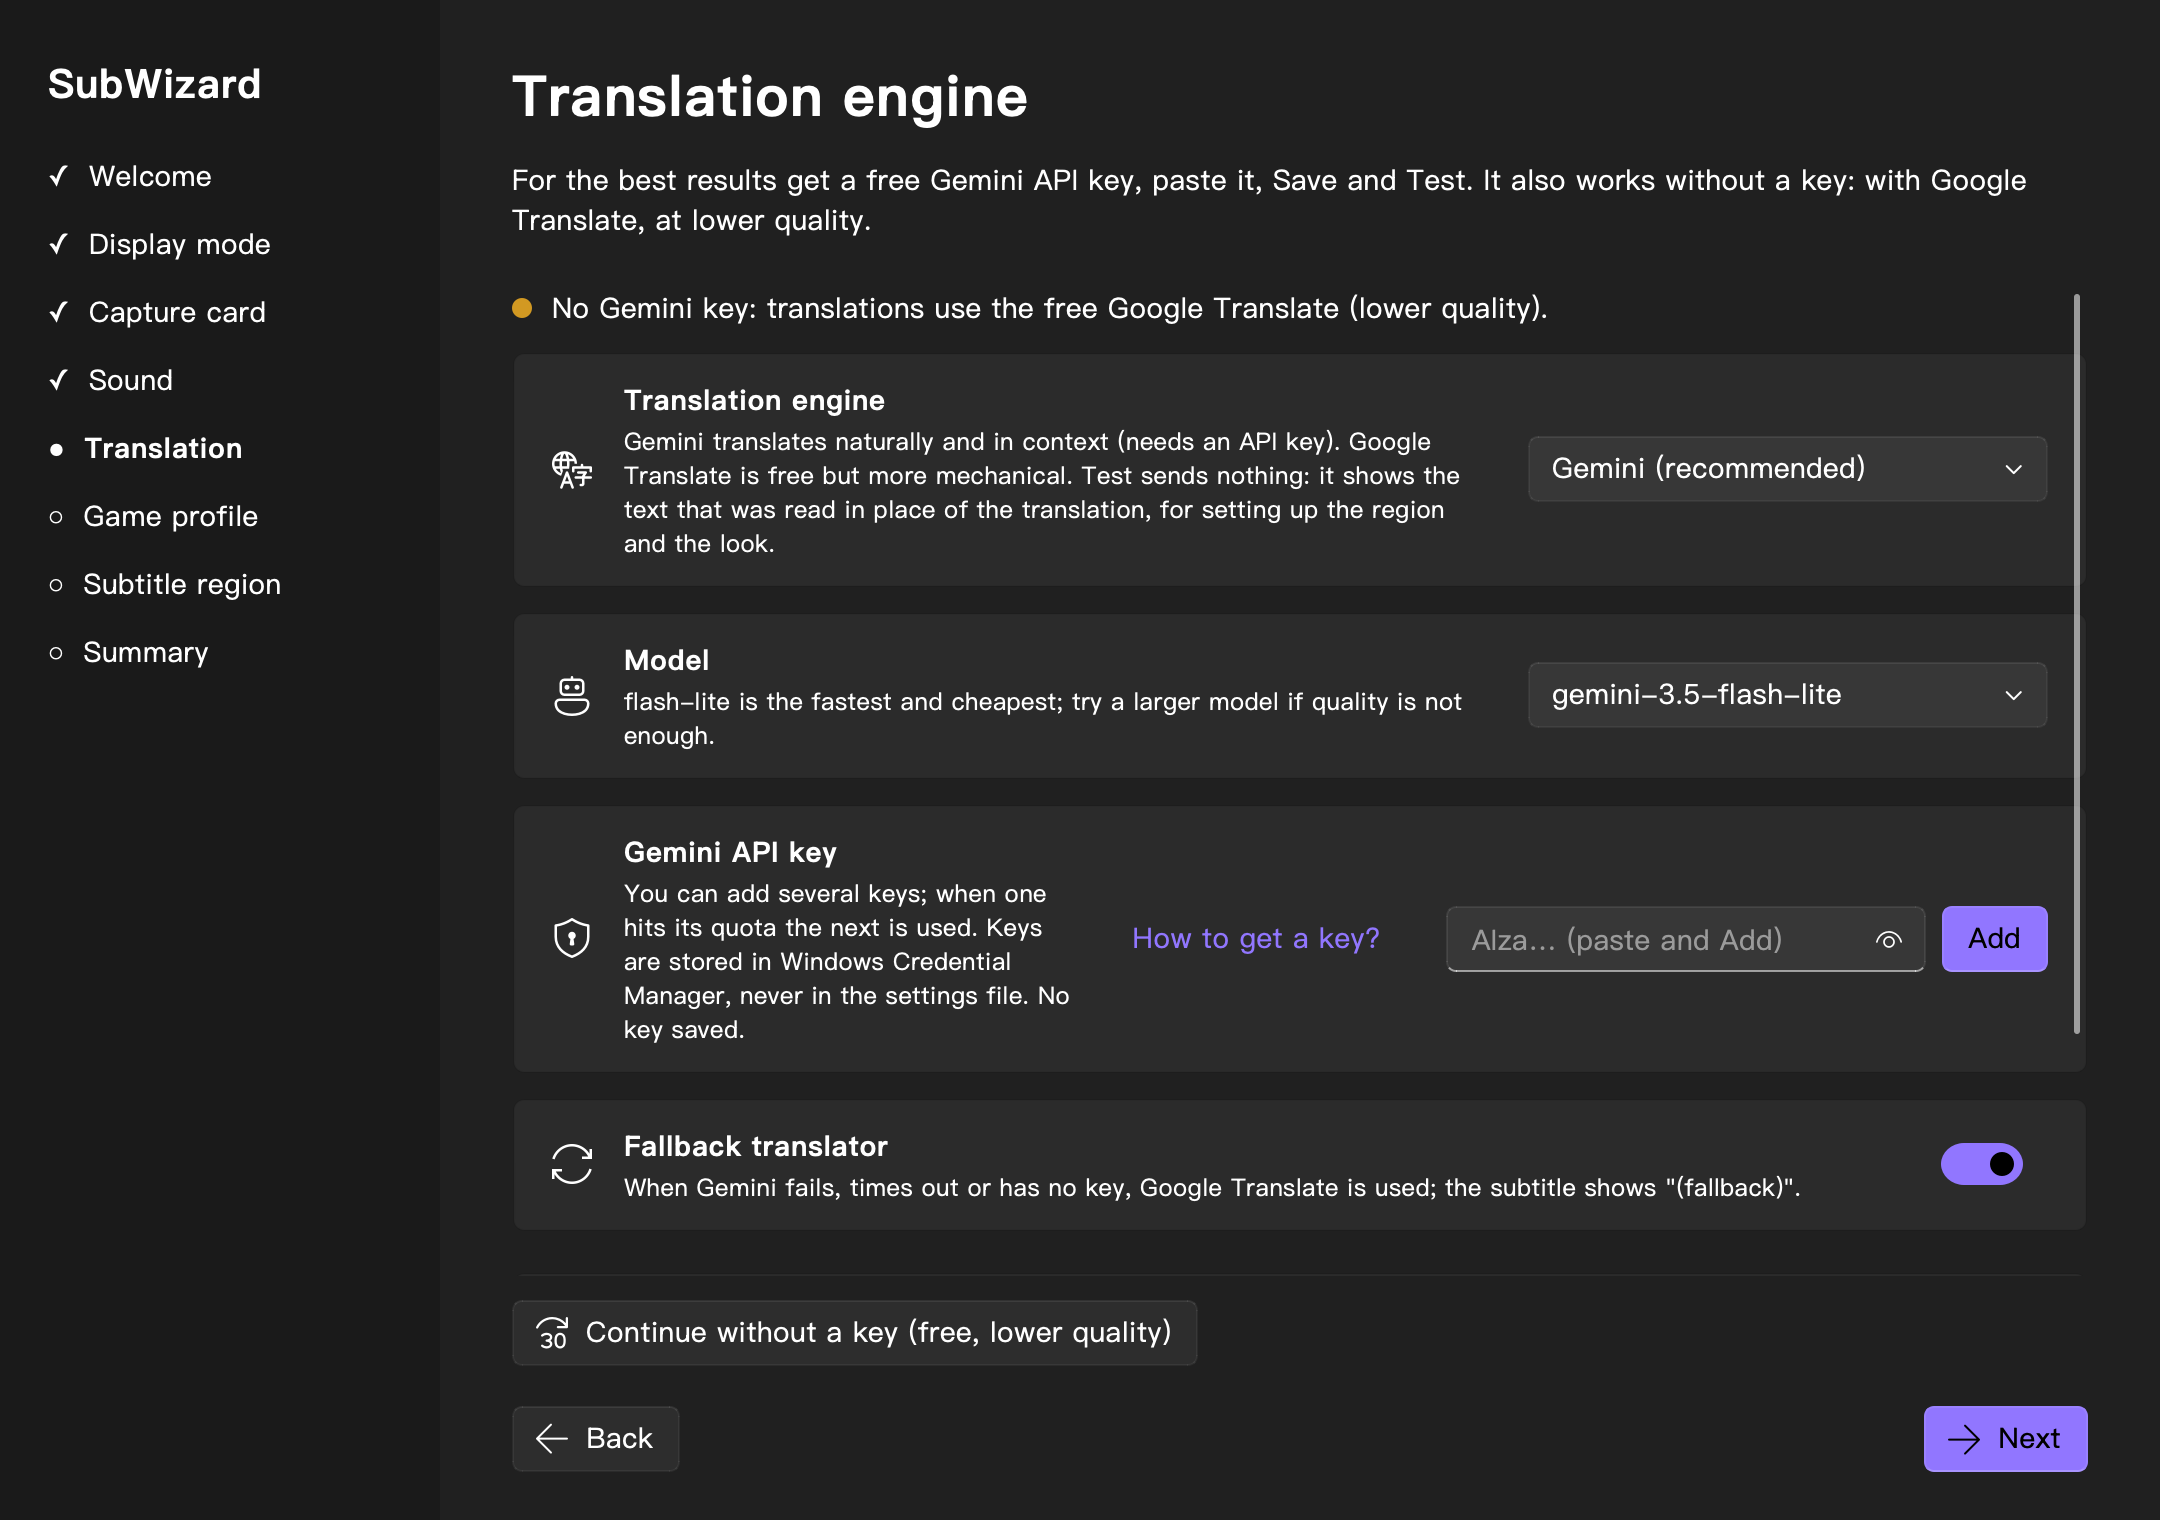 SubWizard
✓ Welcome
✓ Display mode
✓ Capture card
✓ Sound
● Translation
○ Game profile
○ Subtitle region
○ Summary
Translation engine
For the best results get a free Gemini API key, paste it, Save and Test. It also works without a key: with Google
Translate, at lower quality.
No Gemini key: translations use the free Google Translate (lower quality).
Translation engine
Gemini translates naturally and in context (needs an API key). Google
Translate is free but more mechanical. Test sends nothing: it shows the
text that was read in place of the translation, for setting up the region
and the look.
Gemini (recommended)
Model
flash-lite is the fastest and cheapest; try a larger model if quality is not
enough.
gemini-3.5-flash-lite
Gemini API key
You can add several keys; when one
hits its quota the next is used. Keys
are stored in Windows Credential
Manager, never in the settings file. No
key saved.
How to get a key?
AIza... (paste and Add)
Add
Fallback translator
When Gemini fails, times out or has no key, Google Translate is used; the subtitle shows "(fallback)".
30 Continue without a key (free, lower quality)
Back
Next